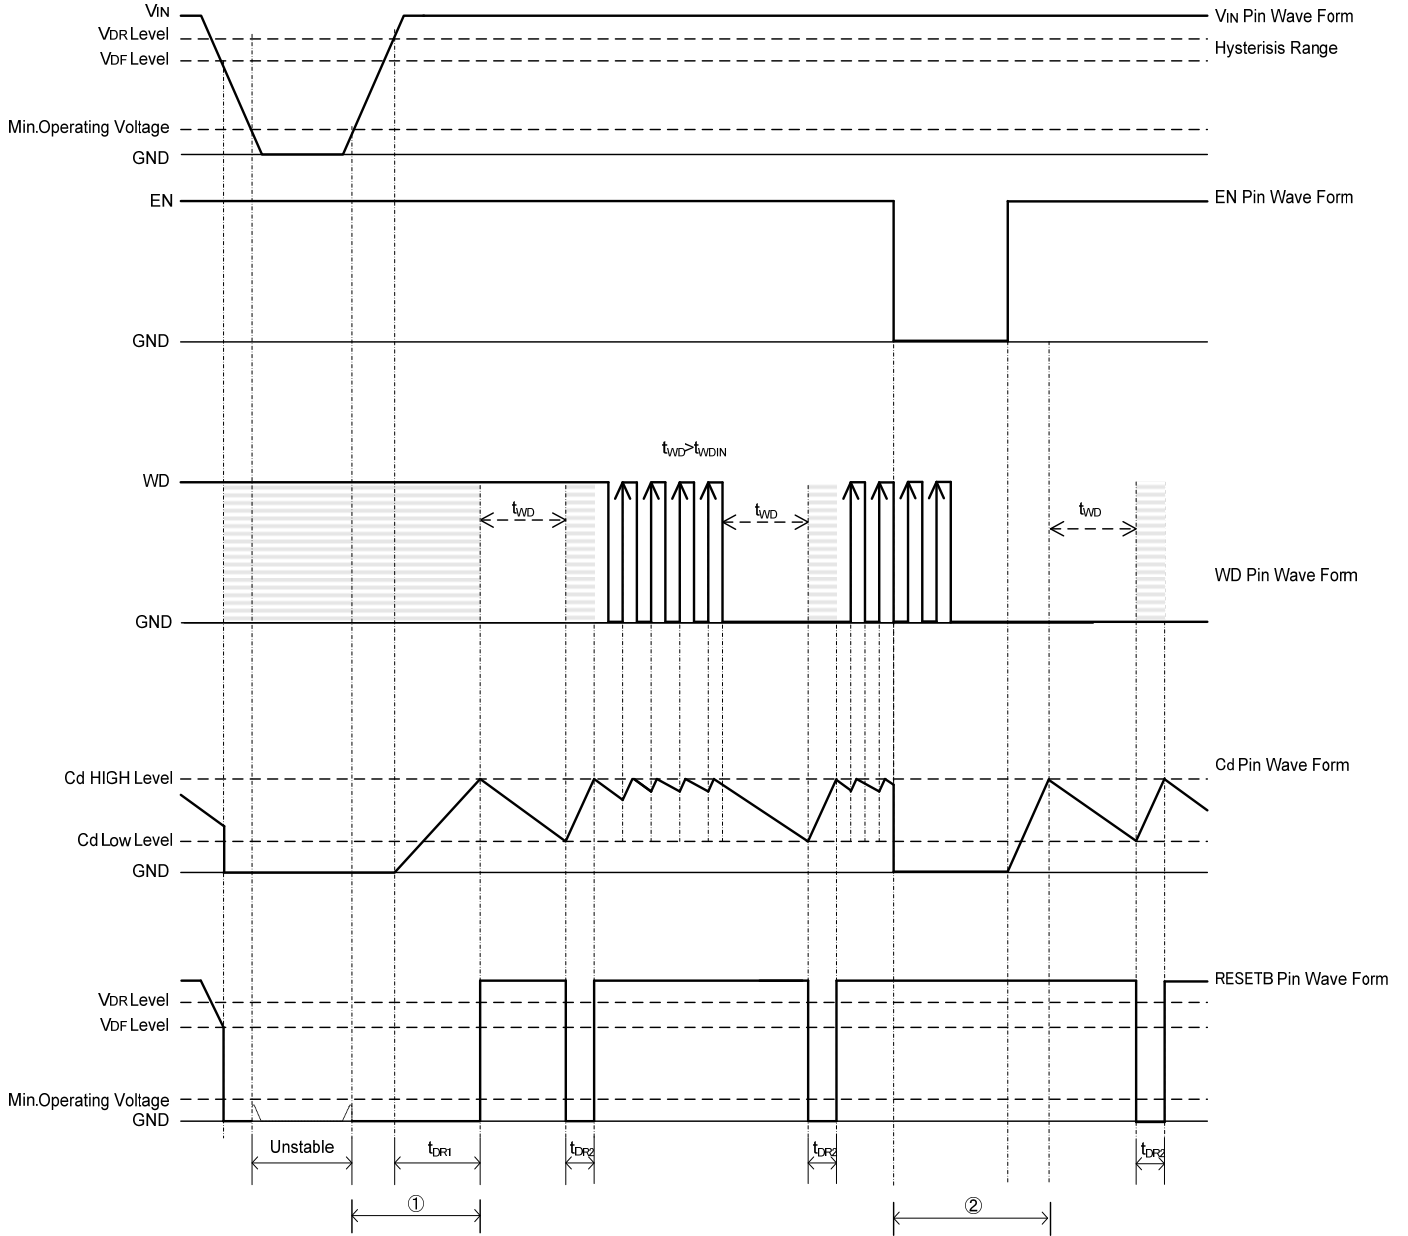 VIN
VIN Pin Wave Form
VDR Level
Hysterisis Range
VDF Level
Min.Operating Voltage
GND
EN
EN Pin Wave Form
GND
tWD>tWDIN
WD
tWD
tWD
tWD
WD Pin Wave Form
GND
Cd HIGH Level
Cd Pin Wave Form
Cd Low Level
GND
RESETB Pin Wave Form
VDR Level
VDF Level
Min.Operating Voltage
GND
Unstable
tDR1
tDR2
tDR2
tDR2
①
②